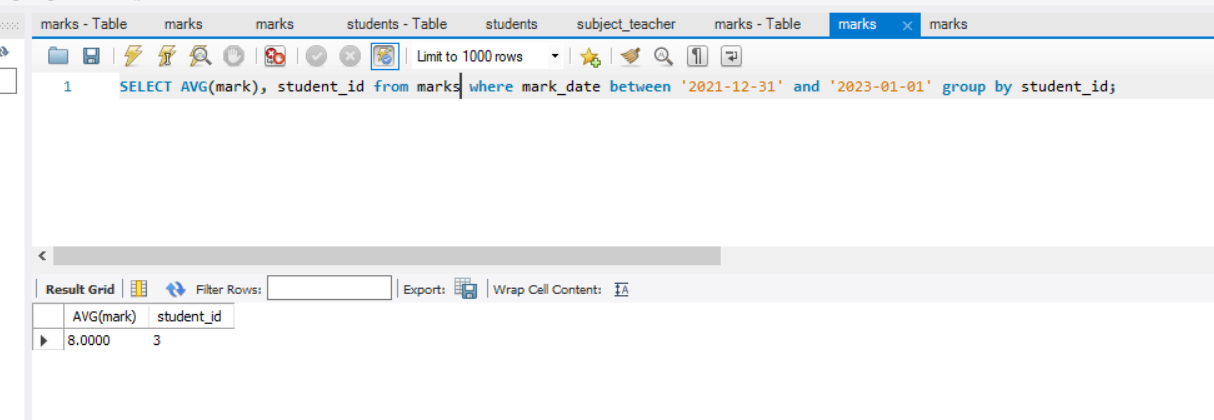 marks - Table marks marks students - Table students subject_teacher marks - Table marks marks
Limit to 1000 rows
1 SELECT AVG(mark), student_id from marks where mark_date between '2021-12-31' and '2023-01-01' group by student_id;
Result Grid Filter Rows: Export: Wrap Cell Content: IA
AVG(mark) student_id
8.0000 3